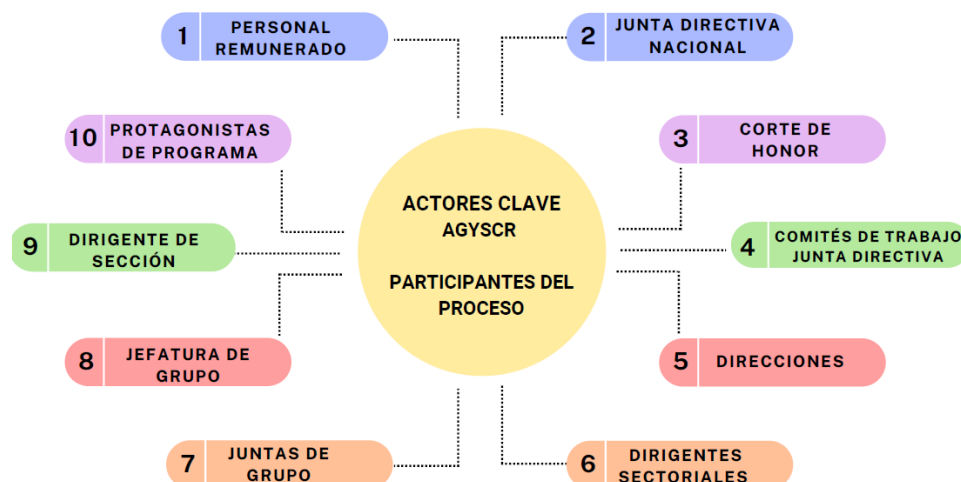 1
PERSONAL
REMUNERADO
2
JUNTA DIRECTIVA
NACIONAL
10
PROTAGONISTAS
DE PROGRAMA
3
CORTE DE
HONOR
ACTORES CLAVE
AGYSCR
PARTICIPANTES DEL
PROCESO
9
DIRIGENTE DE
SECCIÓN
4
COMITÉS DE TRABAJO
JUNTA DIRECTIVA
8
JEFATURA DE
GRUPO
5
DIRECCIONES
7
JUNTAS DE
GRUPO
6
DIRIGENTES
SECTORIALES